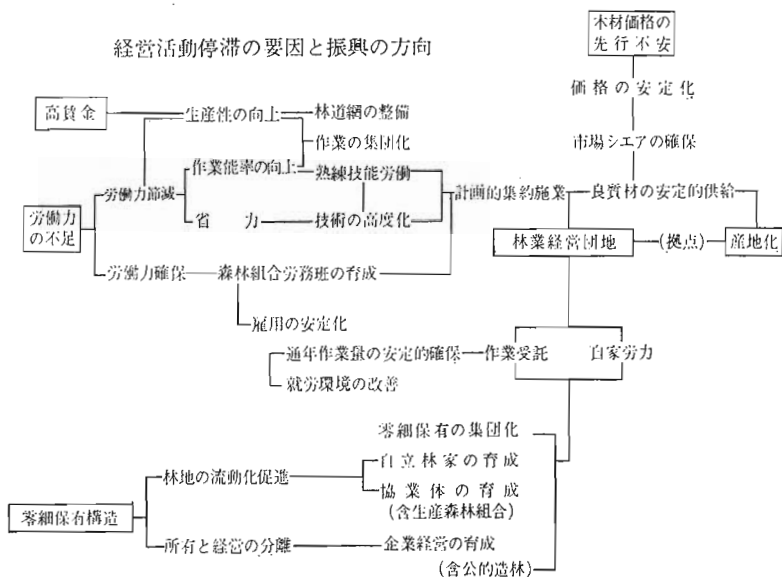 経営活動停滞の要因と振興の方向
木材価格の
先行不安
価格の安定化
市場シエアの確保
高賃金
生産性の向上
林道網の整備
作業の集団化
作業能率の向上
熟練技能労働
労働力節減
計画的集約施業
良質材の安定的供給
労働力
の不足
省力
技術の高度化
林業経営団地
(拠点)
産地化
労働力確保
森林組合労務班の育成
雇用の安定化
通年作業量の安定的確保
作業受託
自家労力
就労環境の改善
零細保有の集団化
林地の流動化促進
自立林家の育成
協業体の育成
(含生産森林組合)
零細保有構造
所有と経営の分離
企業経営の育成
(含公的造林)